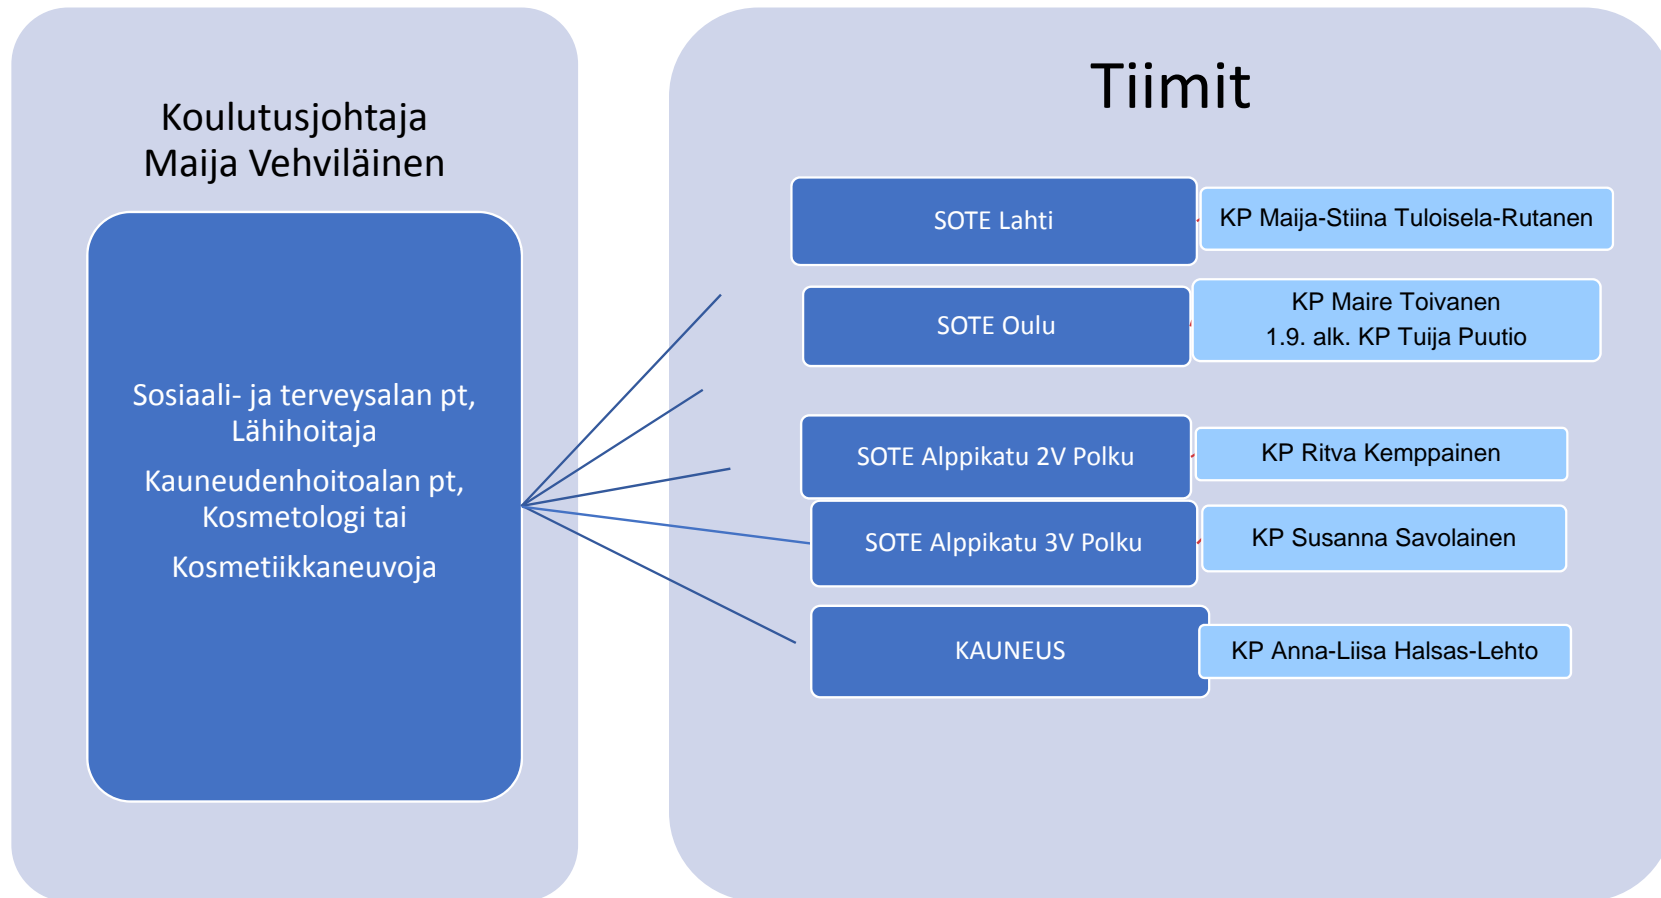 Koulutusjohtaja
Maija Vehviläinen
Sosiaali- ja terveysalan pt,
Lähihoitaja
Kauneudenhoitoalan pt,
Kosmetologi tai
Kosmetiikkaneuvoja
Tiimit
SOTE Lahti
KP Maija-Stiina Tuloisela-Rutanen
SOTE Oulu
KP Maire Toivanen
1.9. alk. KP Tuija Puutio
SOTE Alppikatu 2V Polku
KP Ritva Kemppainen
SOTE Alppikatu 3V Polku
KP Susanna Savolainen
KAUNEUS
KP Anna-Liisa Halsas-Lehto